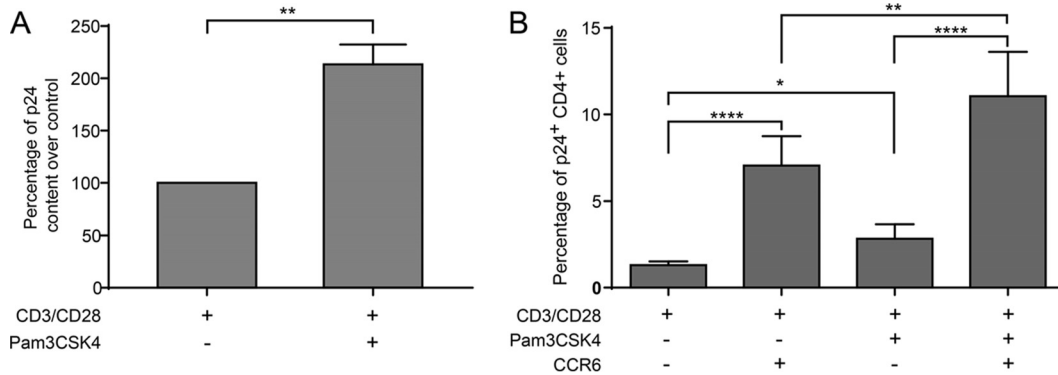 A
**
Percentage of p24
content over control
250
200
150
100
50
0
CD3/CD28 + +
Pam3CSK4 - +
B
**
****
*
****
Percentage of p24+ CD4+ cells
15
10
5
0
CD3/CD28 + + + +
Pam3CSK4 - - + +
CCR6 - + - +